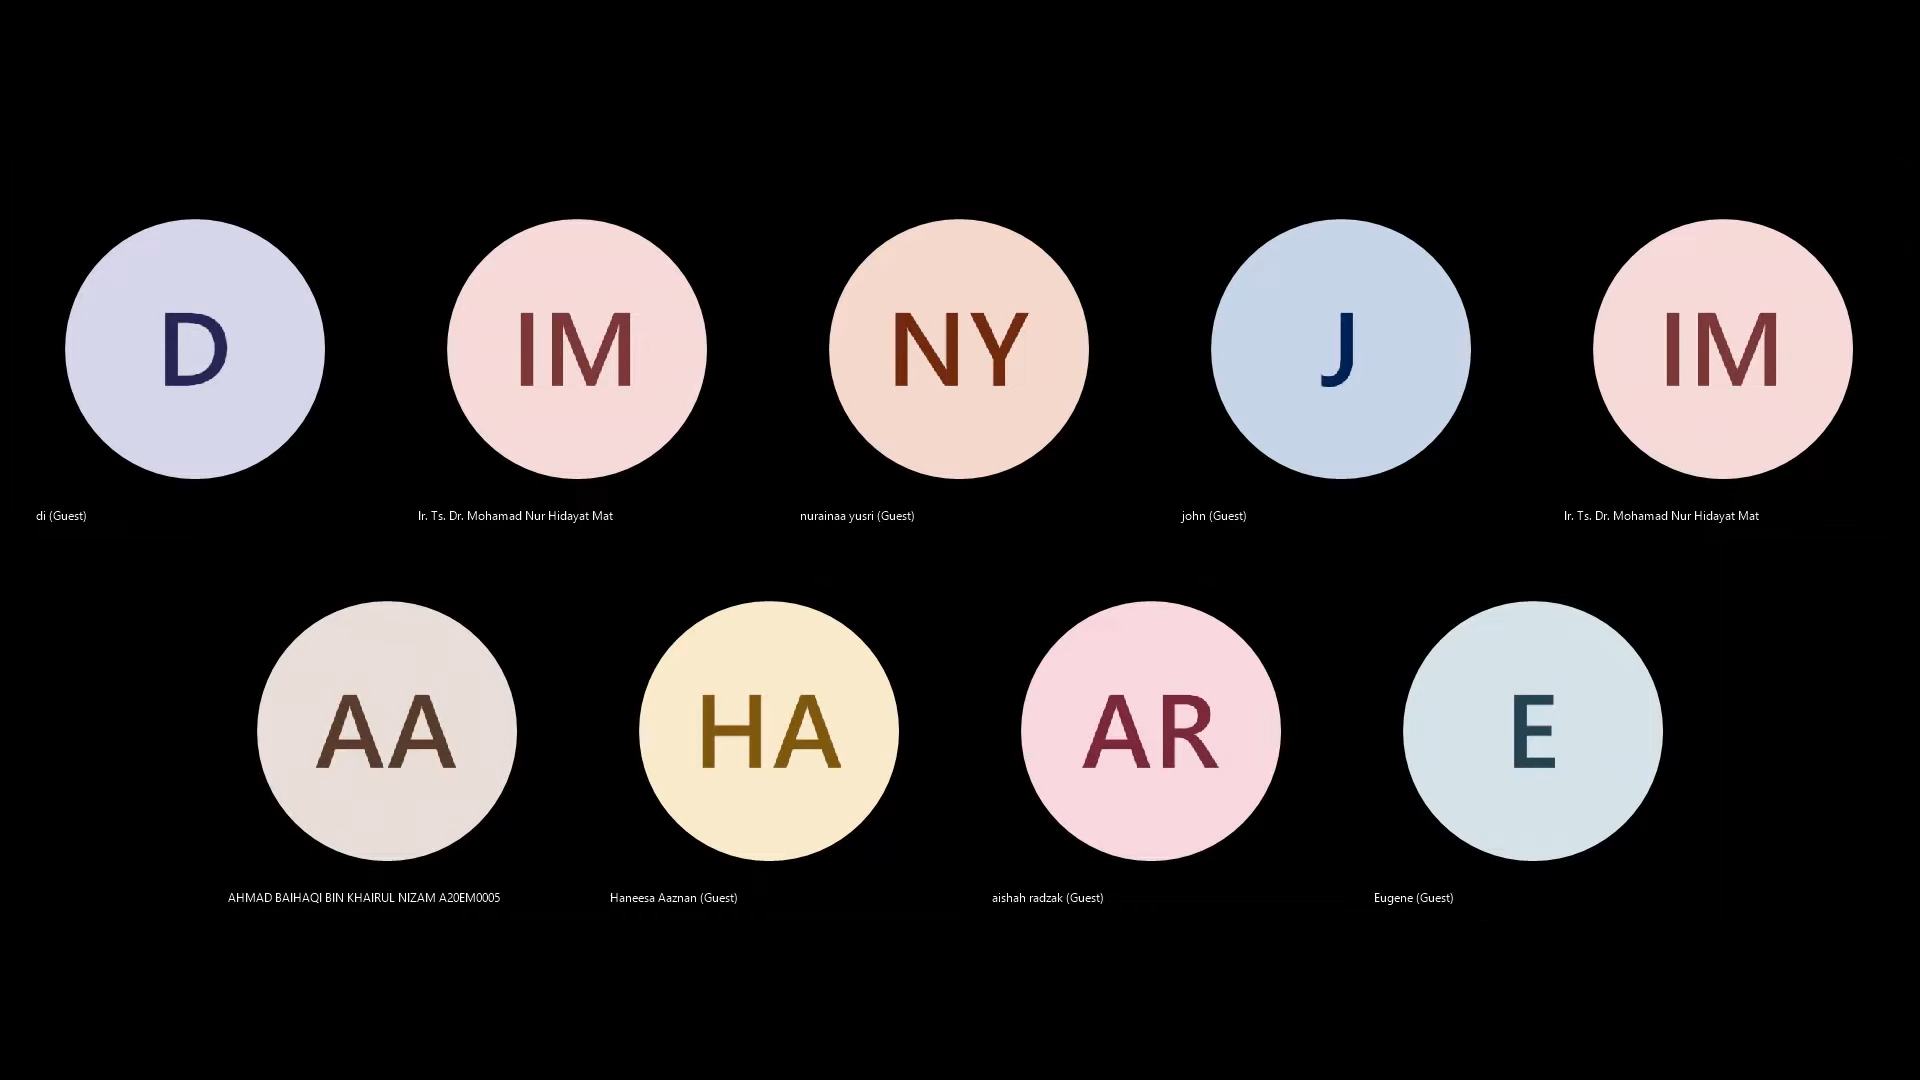 D
IM
NY
J
IM
di (Guest)
Ir. Ts. Dr. Mohamad Nur Hidayat Mat
nurainaa yusri (Guest)
john (Guest)
Ir. Ts. Dr. Mohamad Nur Hidayat Mat
AA
HA
AR
E
AHMAD BAIHAQI BIN KHAIRUL NIZAM A20EM0005
Haneesa Aaznan (Guest)
aishah radzak (Guest)
Eugene (Guest)